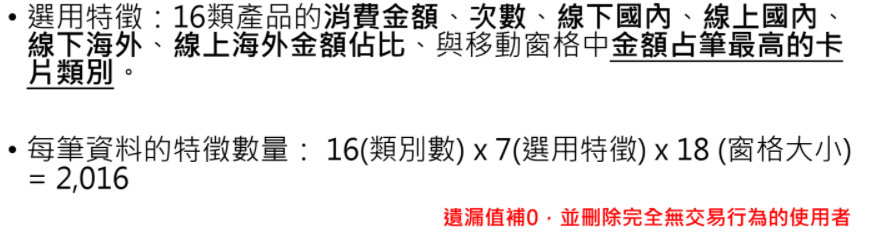 • 選用特徵：16類產品的消費金額、次數、線下國內、線上國內、
線下海外、線上海外金額佔比、與移動窗格中金額占筆最高的卡
片類別。
• 每筆資料的特徵數量： 16(類別數) x 7(選用特徵) x 18 (窗格大小)
= 2,016
遺漏值補0，並刪除完全無交易行為的使用者